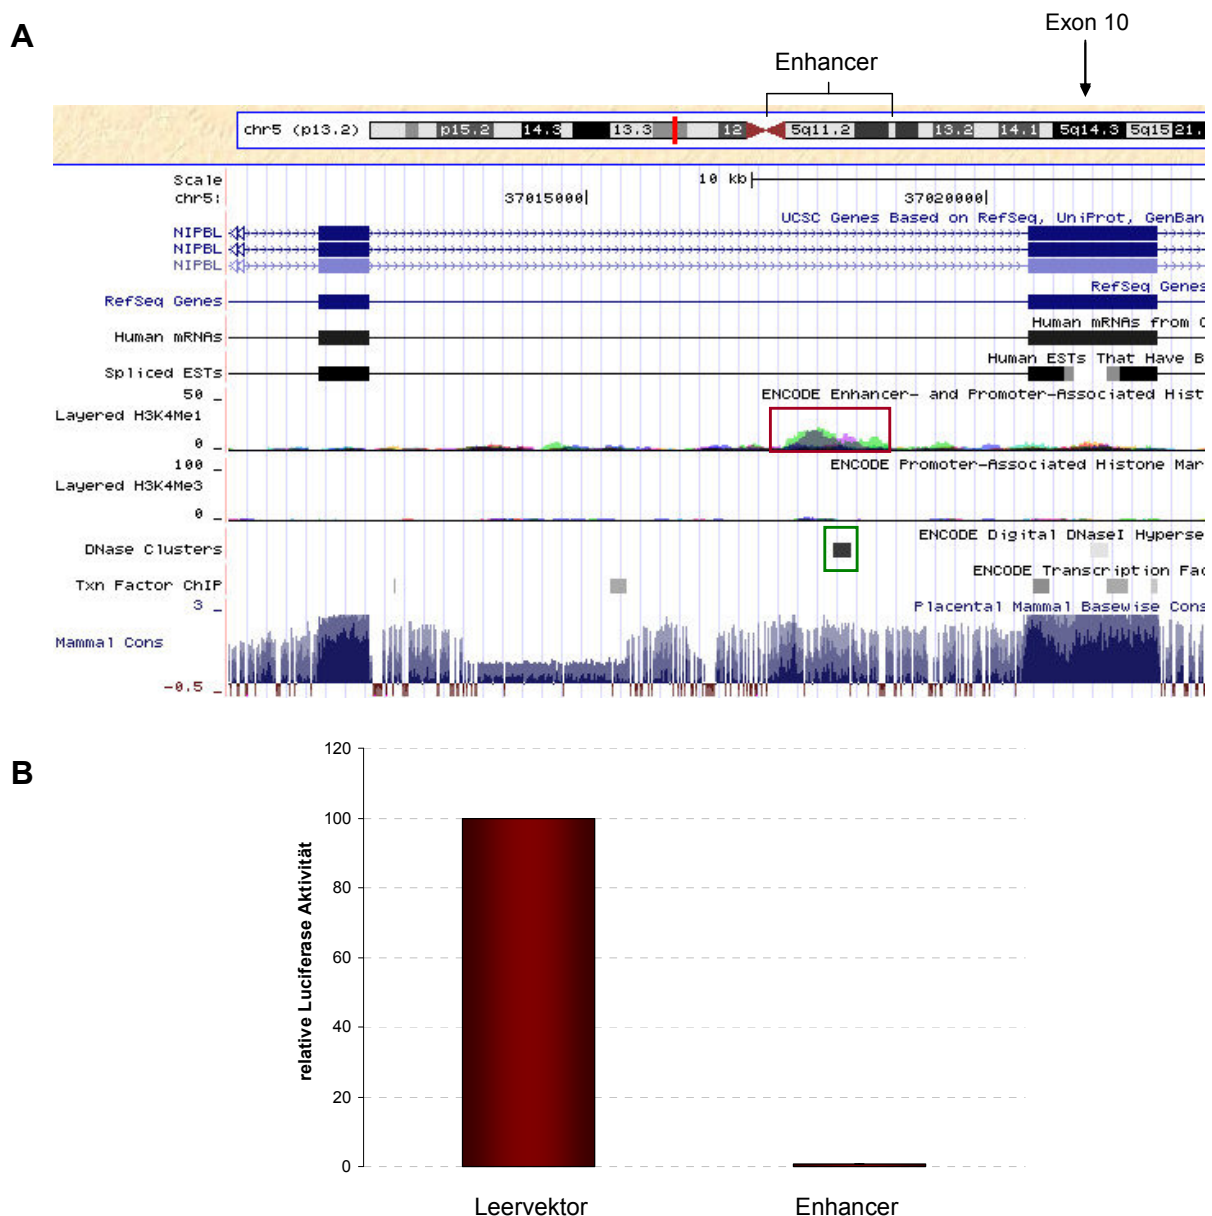 A
Exon 10
Enhancer
chr5 (p13.2) p15.2 14.3 13.3 12 5q11.2 13.2 14.1 5q14.3 5q15 21.
Scale 10 kb
chr5: 37015000 37020000
UCSC Genes Based on RefSeq, UniProt, GenBan
NIPBL
NIPBL
NIPBL
RefSeq Genes
RefSeq Genes
Human mRNAs from
Human mRNAs
Human ESTs That Have B
Spliced ESTs
50 _ ENCODE Enhancer- and Promoter-Associated Hist
Layered H3K4Me1
0 _
100 _ ENCODE Promoter-Associated Histone Mar
Layered H3K4Me3
0 _
ENCODE Digital DNaseI Hyperse
DNase Clusters
ENCODE Transcription Fac
Txn Factor ChIP
3 _ Placental Mammal Basewise Cons
Mammal Cons
-0.5 _
B
120
100
80
60
40
20
0
relative Luciferase Aktivität
Leervektor Enhancer